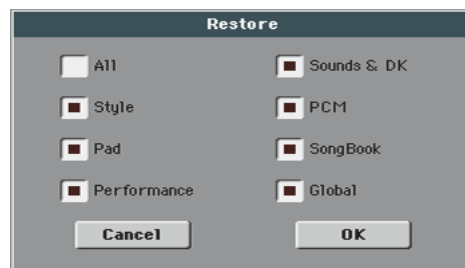 Restore
All
Sounds & DK
Style
PCM
Pad
SongBook
Performance
Global
Cancel
OK